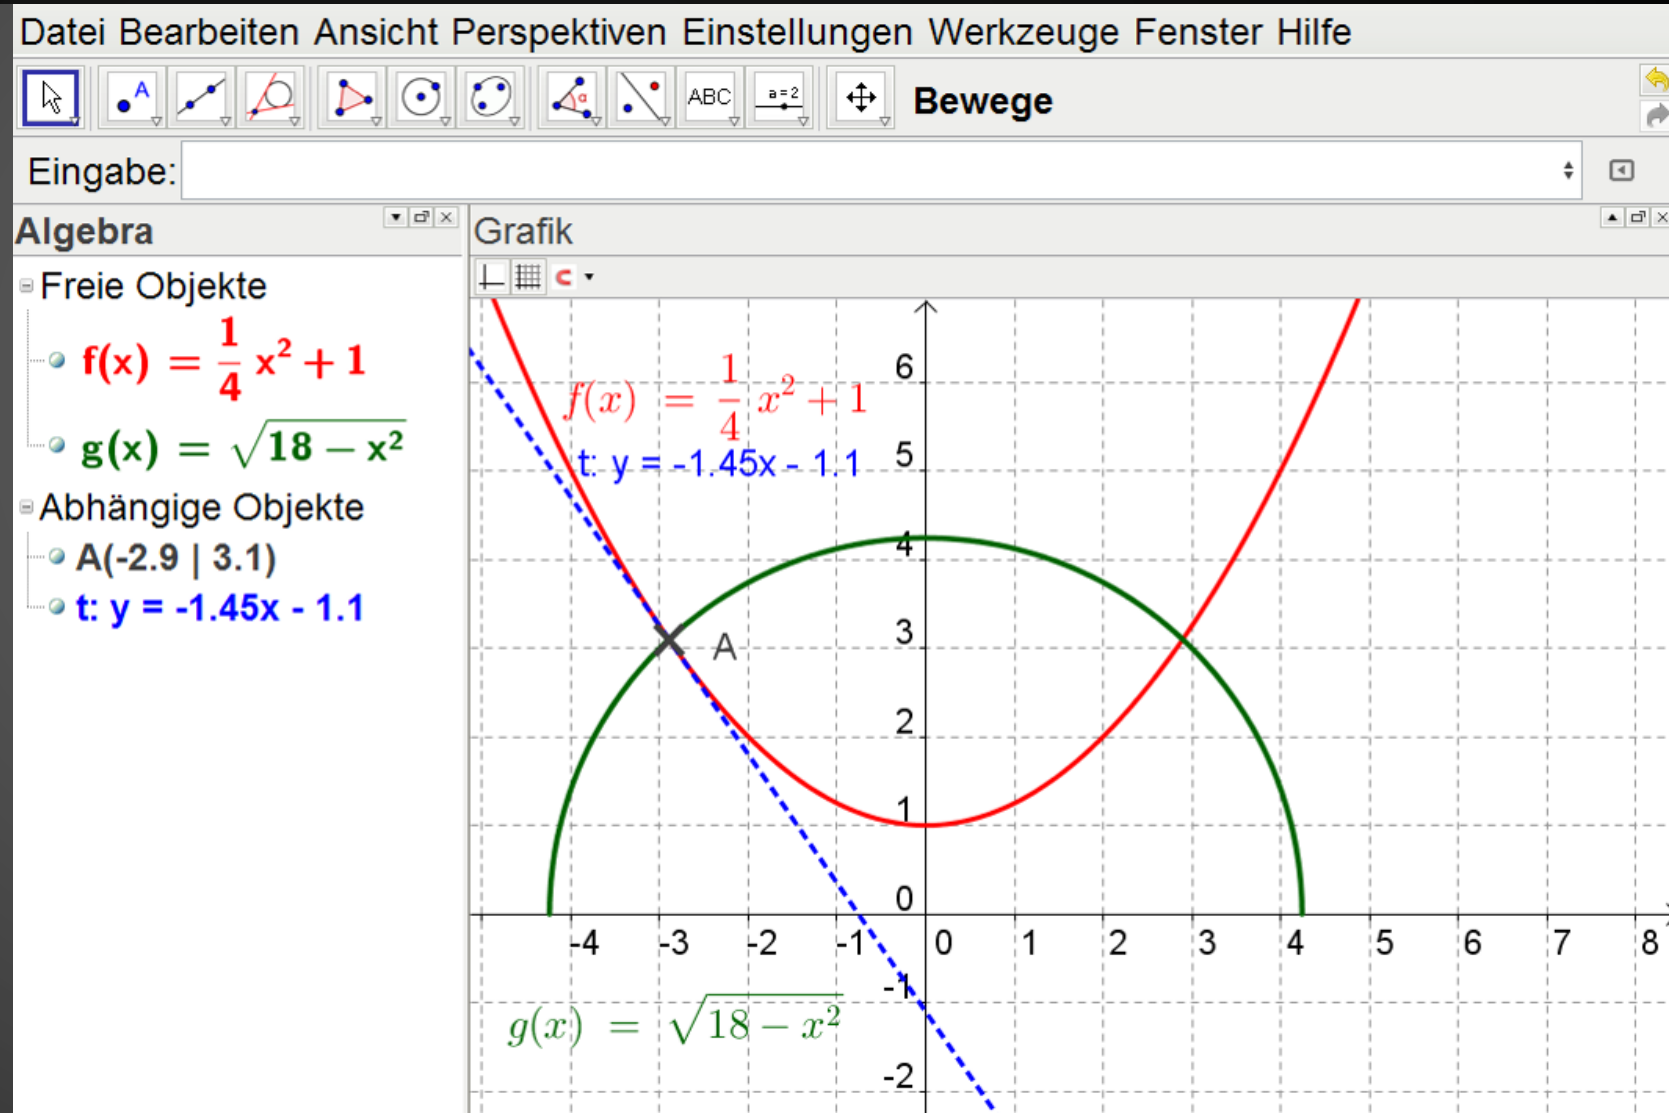 Datei Bearbeiten Ansicht Perspektiven Einstellungen Werkzeuge Fenster Hilfe
A α ABC a=2 Bewege
Eingabe:
Algebra
Grafik
Freie Objekte
f(x) = 1/4 x² + 1
g(x) = √(18 − x²)
Abhängige Objekte
A(-2.9 | 3.1)
t: y = -1.45x - 1.1
f(x) = 1/4 x² + 1
t: y = -1.45x - 1.1
A
6
5
4
3
2
1
0
-4 -3 -2 -1 0 1 2 3 4 5 6 7 8
-1
g(x) = √(18 − x²)
-2